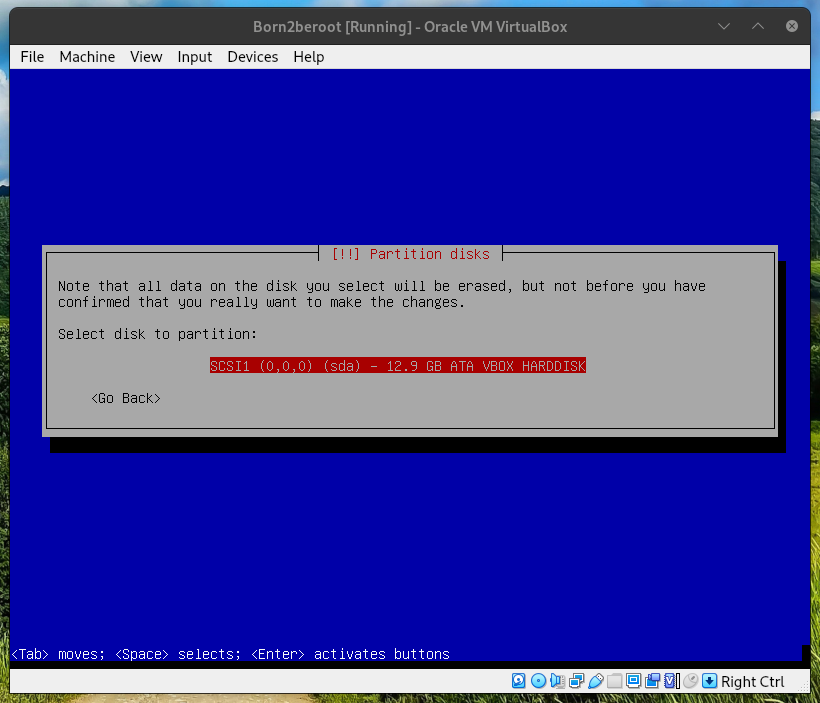 Born2beroot [Running] - Oracle VM VirtualBox
File Machine View Input Devices Help
[!!] Partition disks
Note that all data on the disk you select will be erased, but not before you have
confirmed that you really want to make the changes.
Select disk to partition:
SCSI1 (0,0,0) (sda) - 12.9 GB ATA VBOX HARDDISK
<Go Back>
<Tab> moves; <Space> selects; <Enter> activates buttons
Right Ctrl